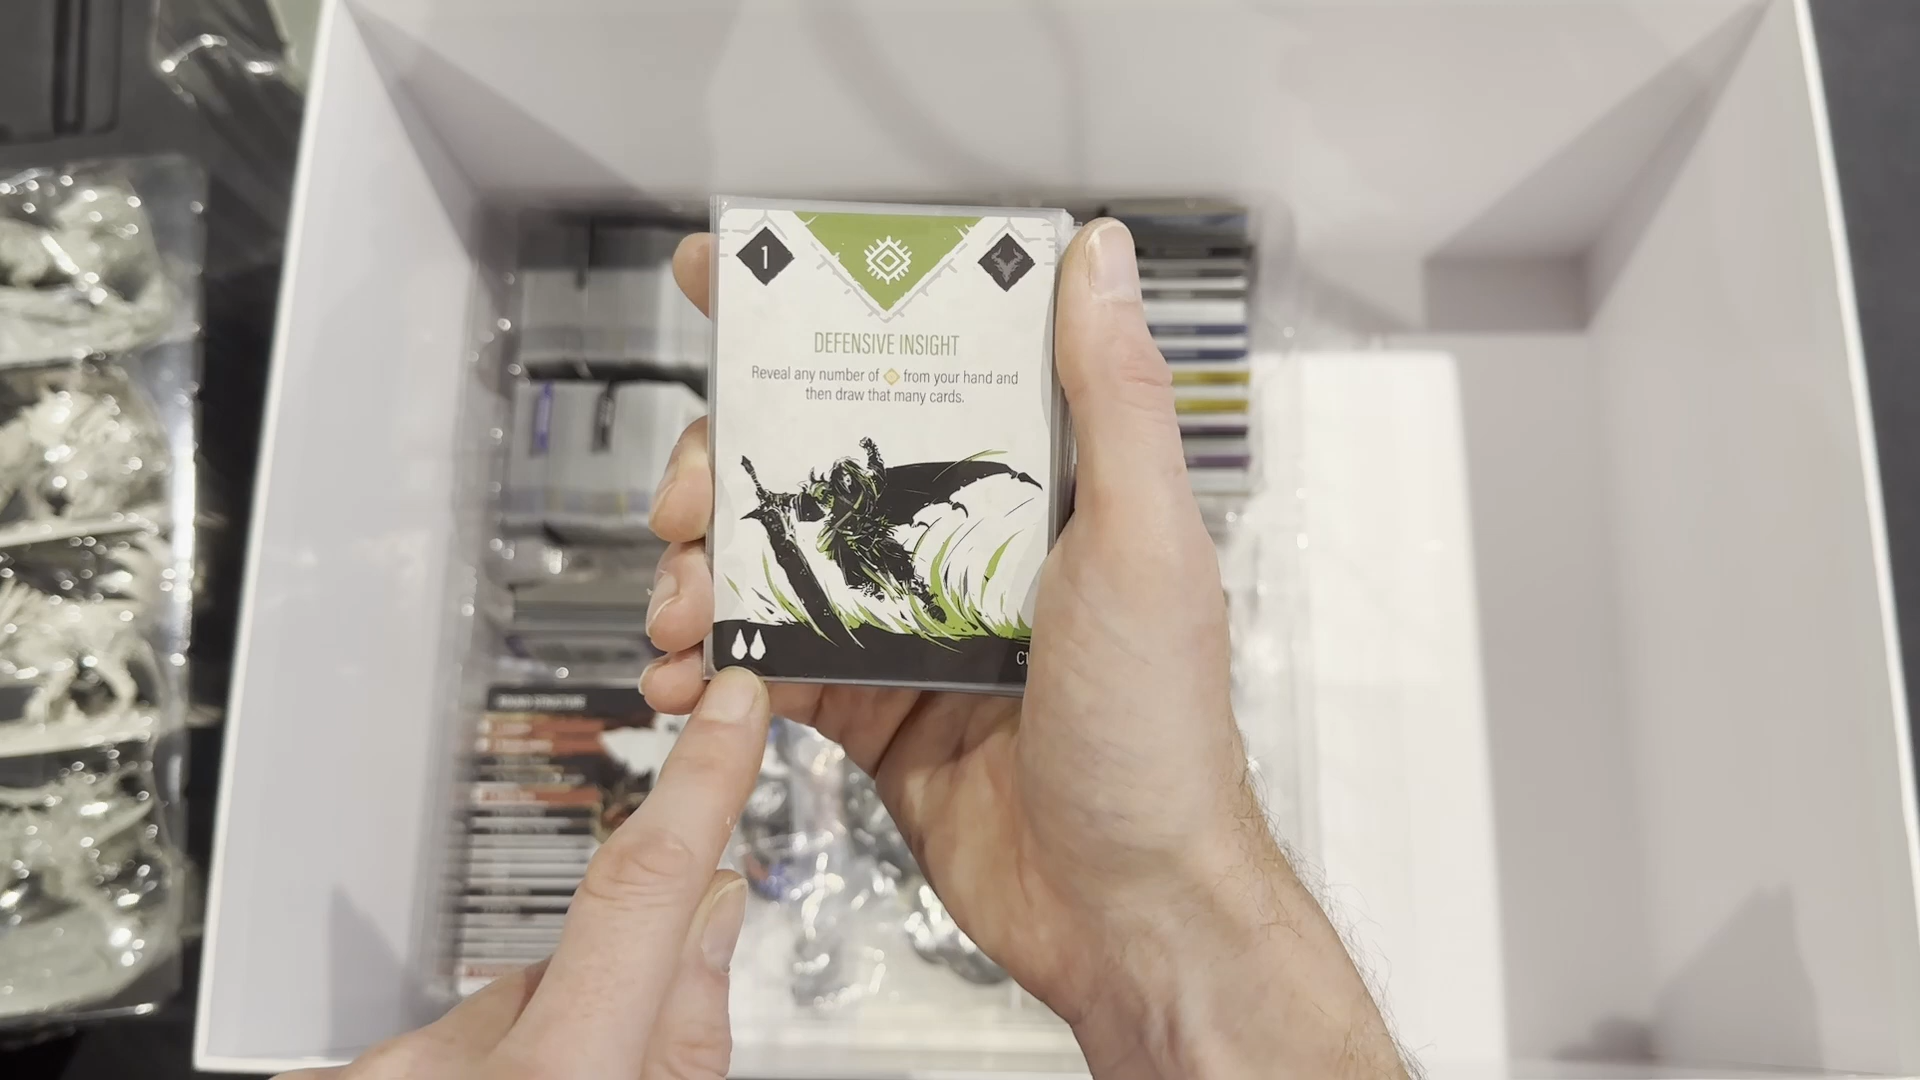 1
DEFENSIVE INSIGHT
Reveal any number of from your hand and
then draw that many cards.